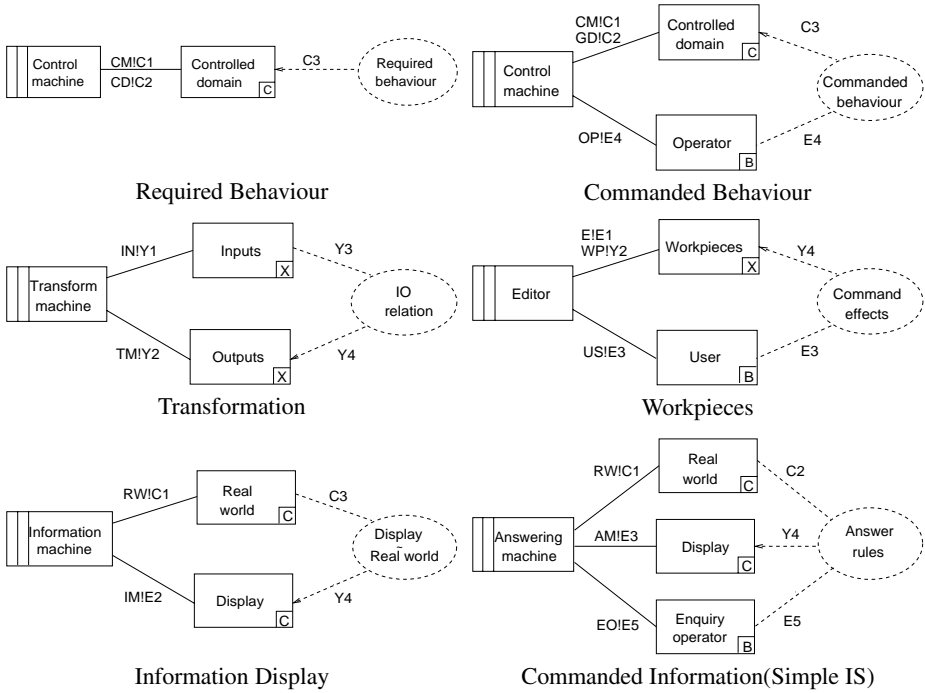 Control
machine
CM!C1
CD!C2
Controlled
domain
C
C3
Required
behaviour
Required Behaviour
Control
machine
CM!C1
GD!C2
Controlled
domain
C
C3
Commanded
behaviour
OP!E4
Operator
B
E4
Commanded Behaviour
Transform
machine
IN!Y1
Inputs
X
Y3
IO
relation
TM!Y2
Outputs
X
Y4
Transformation
Editor
E!E1
WP!Y2
Workpieces
X
Y4
Command
effects
US!E3
User
B
E3
Workpieces
Information
machine
RW!C1
Real
world
C
C3
Display
~
Real world
IM!E2
Display
C
Y4
Information Display
Answering
machine
RW!C1
Real
world
C
C2
AM!E3
Display
C
Y4
Answer
rules
EO!E5
Enquiry
operator
B
E5
Commanded Information(Simple IS)